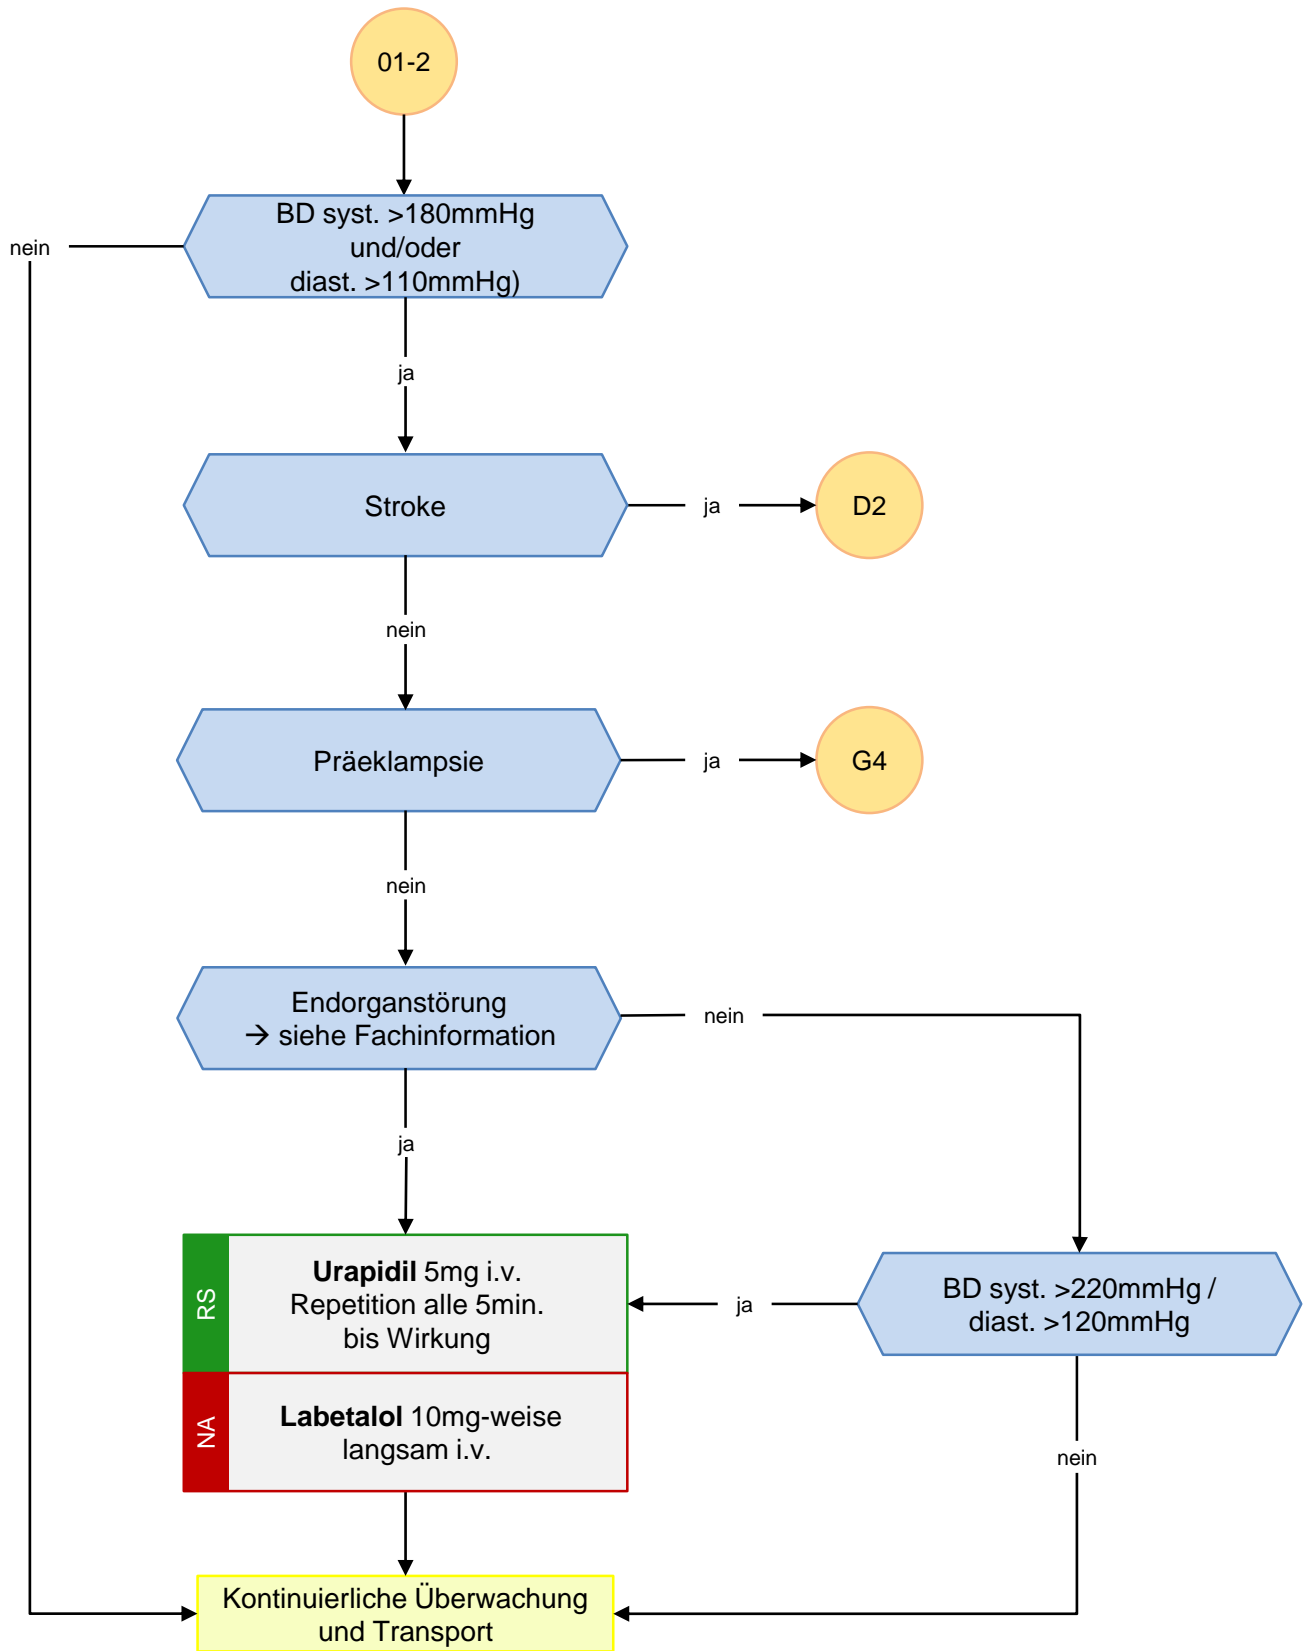 01-2
BD syst. >180mmHg
und/oder
diast. >110mmHg)
nein
ja
Stroke
ja
D2
nein
Präeklampsie
ja
G4
nein
Endorganstörung
→ siehe Fachinformation
nein
ja
RS
Urapidil 5mg i.v.
Repetition alle 5min.
bis Wirkung
ja
BD syst. >220mmHg /
diast. >120mmHg
NA
Labetalol 10mg-weise
langsam i.v.
nein
Kontinuierliche Überwachung
und Transport